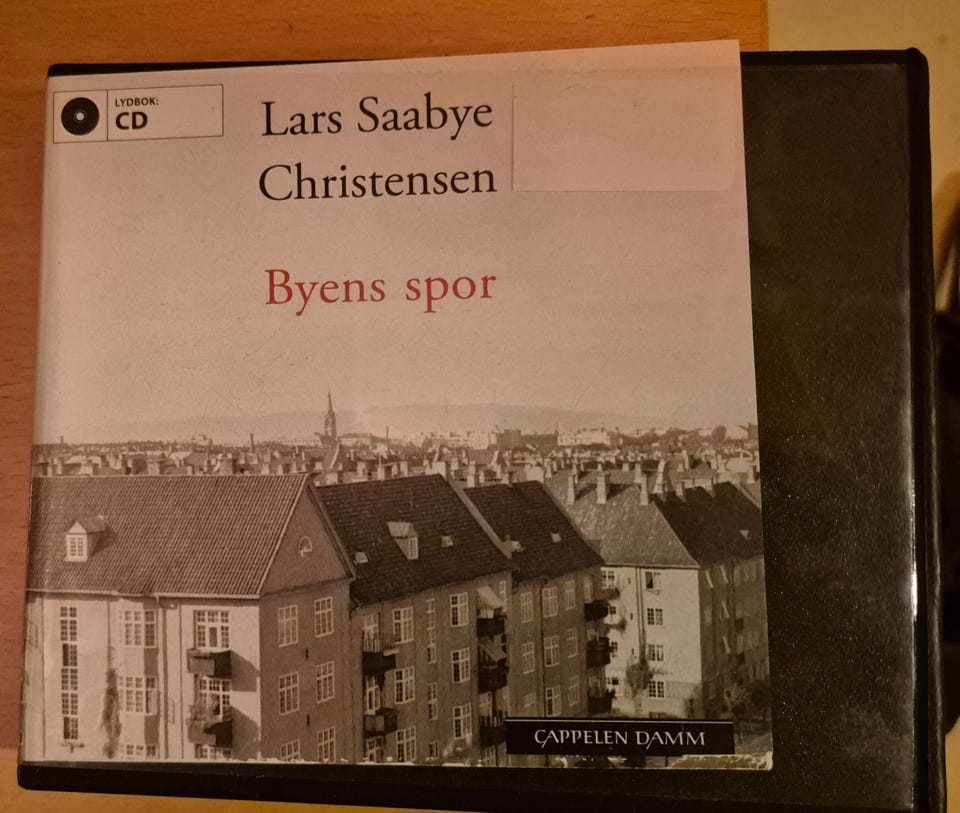 LYDBOK:
CD
Lars Saabye
Christensen
Byens spor
CAPPELEN DAMM